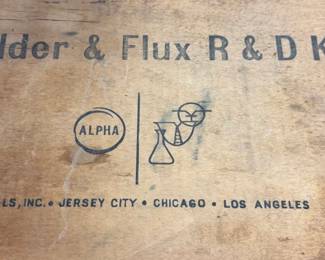 lder & Flux R & D K
ALPHA
LS, INC. • JERSEY CITY • CHICAGO • LOS ANGELES